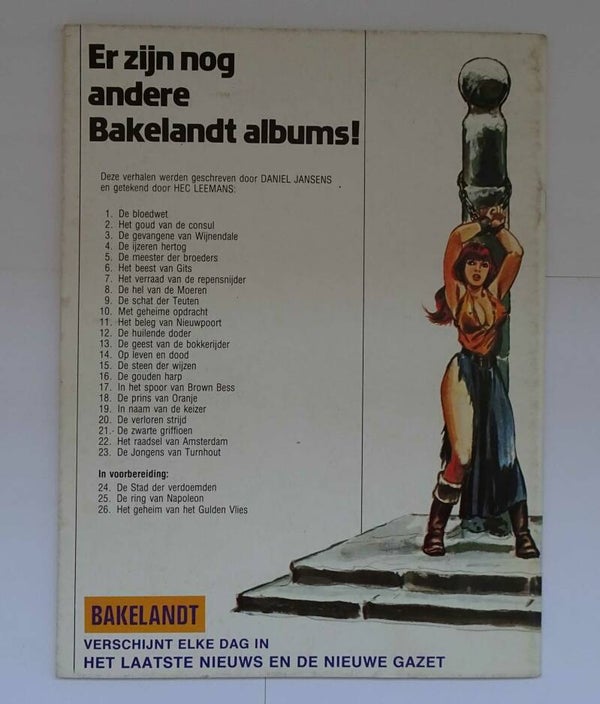 Er zijn nog
andere
Bakelandt albums!
Deze verhalen werden geschreven door DANIEL JANSENS
en getekend door HEC LEEMANS:
1. De bloedwet
2. Het goud van de consul
3. De gevangene van Wijnendale
4. De ijzeren hertog
5. De meester der broeders
6. Het beest van Gits
7. Het verraad van de repensnijder
8. De hel van de Moeren
9. De schat der Teuten
10. Met geheime opdracht
11. Het beleg van Nieuwpoort
12. De huilende doder
13. De geest van de bokkerijder
14. Op leven en dood
15. De steen der wijzen
16. De gouden harp
17. In het spoor van Brown Bess
18. De prins van Oranje
19. In naam van de keizer
20. De verloren strijd
21. De zwarte griffioen
22. Het raadsel van Amsterdam
23. De Jongens van Turnhout
In voorbereiding:
24. De Stad der verdoemden
25. De ring van Napoleon
26. Het geheim van het Gulden Vlies
BAKELANDT
VERSCHIJNT ELKE DAG IN
HET LAATSTE NIEUWS EN DE NIEUWE GAZET